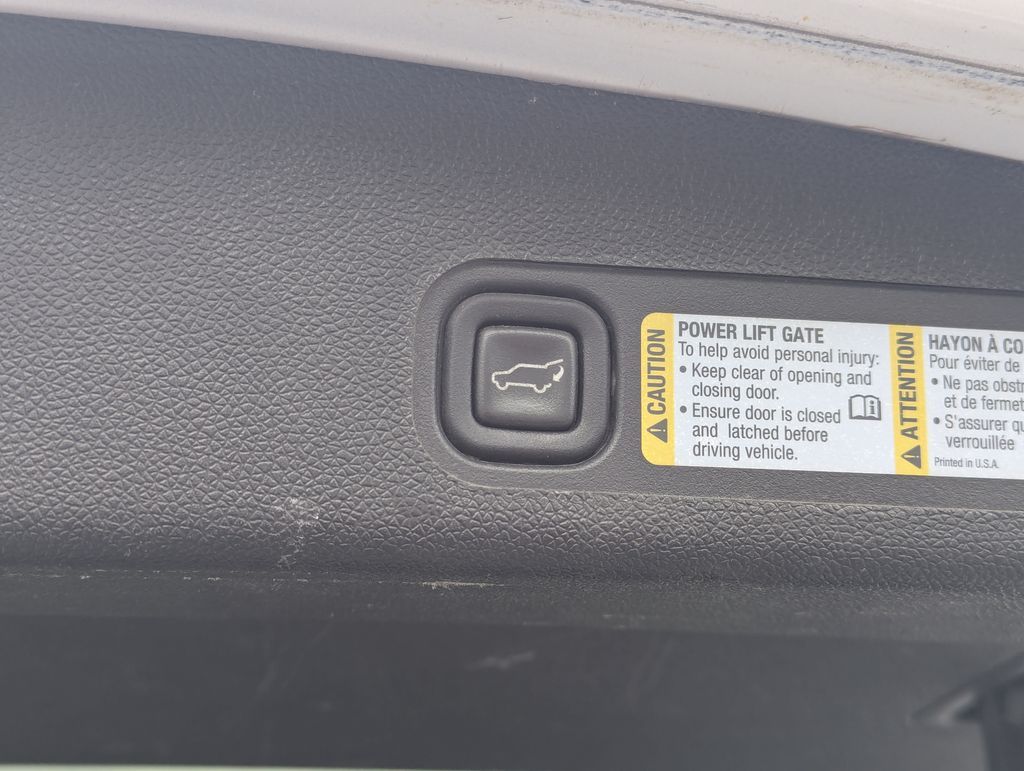 CAUTION
POWER LIFT GATE
To help avoid personal injury:
• Keep clear of opening and
closing door.
• Ensure door is closed
and latched before
driving vehicle.
ATTENTION
HAYON À CO
Pour éviter de
• Ne pas obstr
et de fermet
• S'assurer qu
verrouillée
Printed in U.S.A.